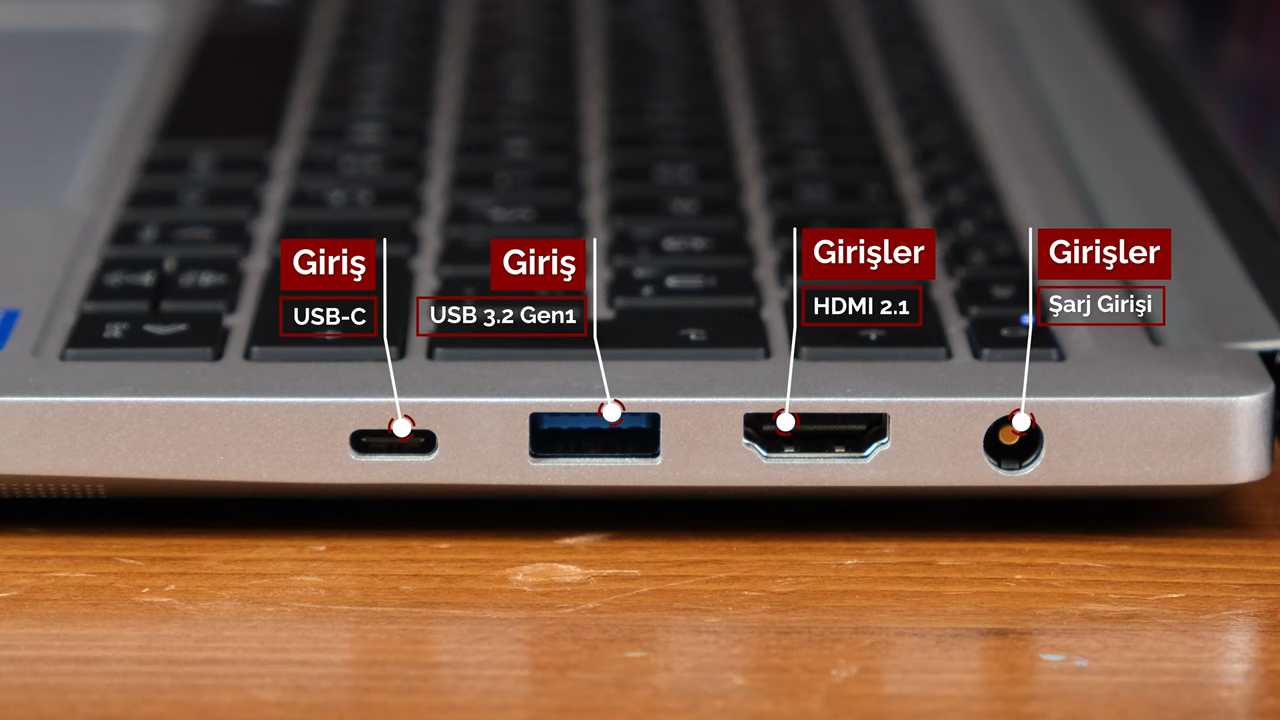 Giriş
USB-C
Giriş
USB 3.2 Gen1
Girişler
HDMI 2.1
Girişler
Şarj Girişi